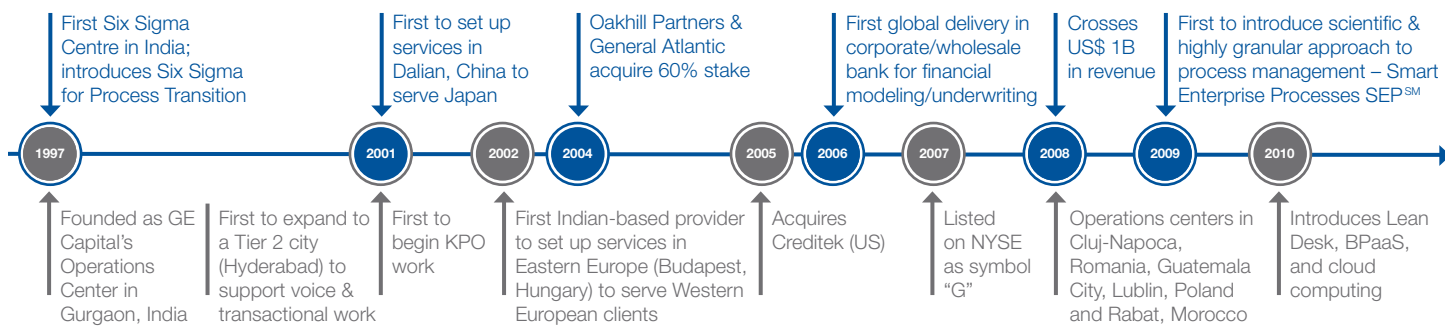 First Six Sigma
Centre in India;
introduces Six Sigma
for Process Transition
First to set up
services in
Dalian, China to
serve Japan
Oakhill Partners &
General Atlantic
acquire 60% stake
First global delivery in
corporate/wholesale
bank for financial
modeling/underwriting
Crosses
US$ 1B
in revenue
First to introduce scientific &
highly granular approach to
process management – Smart
Enterprise Processes SEP℠
1997
2001
2002
2004
2005
2006
2007
2008
2009
2010
Founded as GE
Capital's
Operations
Center in
Gurgaon, India
First to expand to
a Tier 2 city
(Hyderabad) to
support voice &
transactional work
First to
begin KPO
work
First Indian-based provider
to set up services in
Eastern Europe (Budapest,
Hungary) to serve Western
European clients
Acquires
Creditek (US)
Listed
on NYSE
as symbol
“G”
Operations centers in
Cluj-Napoca,
Romania, Guatemala
City, Lublin, Poland
and Rabat, Morocco
Introduces Lean
Desk, BPaaS,
and cloud
computing